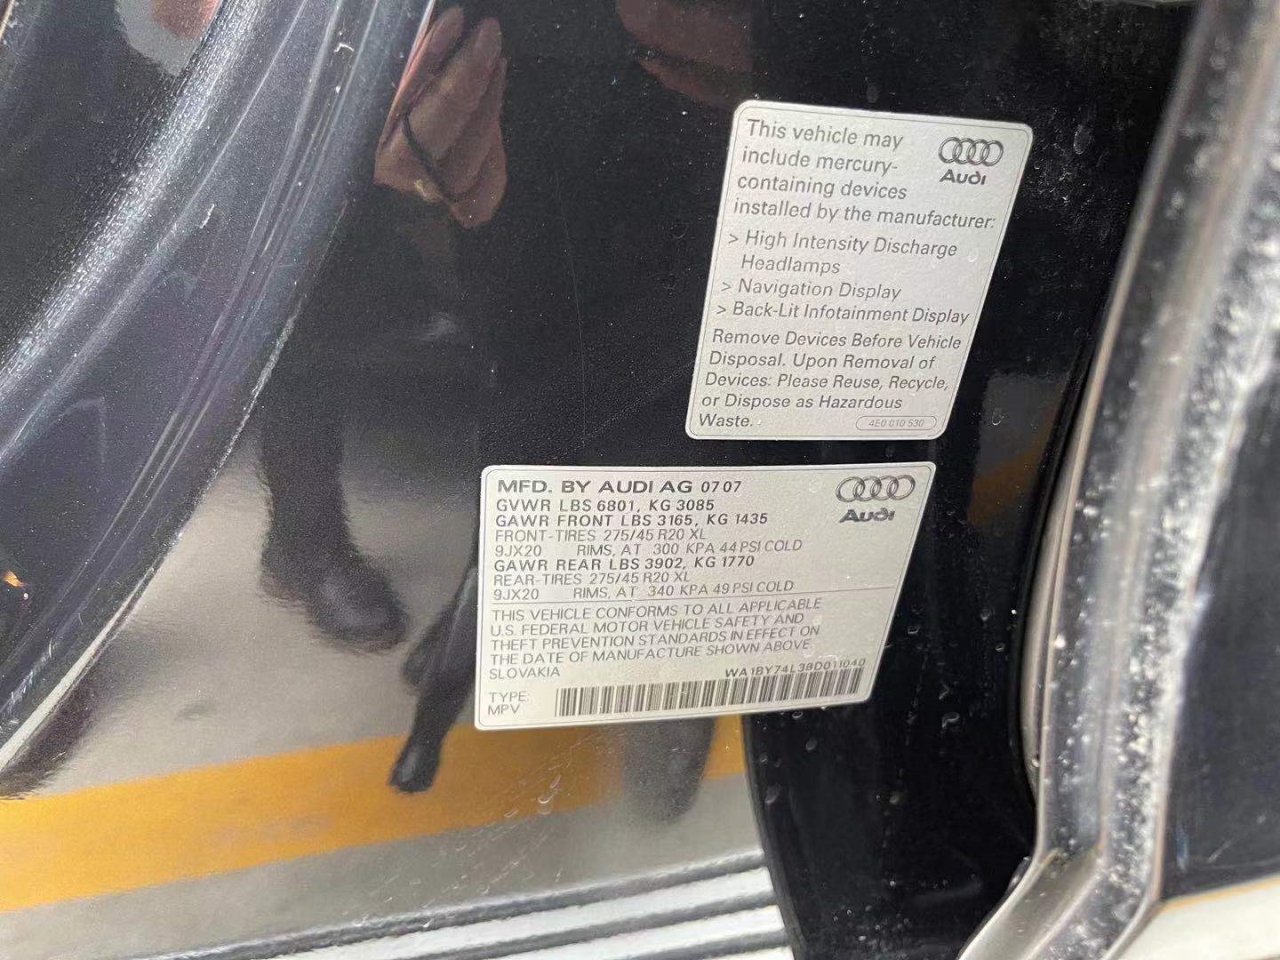 This vehicle may
include mercury-
containing devices
installed by the manufacturer:
Audi
> High Intensity Discharge
Headlamps
> Navigation Display
> Back-Lit Infotainment Display
Remove Devices Before Vehicle
Disposal. Upon Removal of
Devices: Please Reuse, Recycle,
or Dispose as Hazardous
Waste.
4E0 010 530
MFD. BY AUDI AG 07 07
GVWR LBS 6801, KG 3085
GAWR FRONT LBS 3165, KG 1435
FRONT-TIRES 275/45 R20 XL
9JX20 RIMS, AT 300 KPA 44 PSI COLD
GAWR REAR LBS 3902, KG 1770
REAR-TIRES 275/45 R20 XL
9JX20 RIMS, AT 340 KPA 49 PSI COLD
Audi
THIS VEHICLE CONFORMS TO ALL APPLICABLE
U.S. FEDERAL MOTOR VEHICLE SAFETY AND
THEFT PREVENTION STANDARDS IN EFFECT ON
THE DATE OF MANUFACTURE SHOWN ABOVE
SLOVAKIA WA1BY74L38D011040
TYPE:
MPV